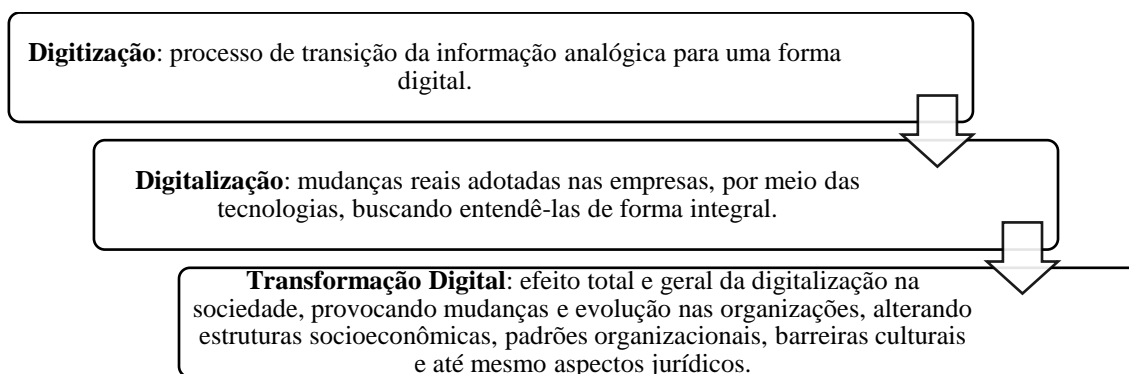 Digitização: processo de transição da informação analógica para uma forma
digital.
Digitalização: mudanças reais adotadas nas empresas, por meio das
tecnologias, buscando entendê-las de forma integral.
Transformação Digital: efeito total e geral da digitalização na
sociedade, provocando mudanças e evolução nas organizações, alterando
estruturas socioeconômicas, padrões organizacionais, barreiras culturais
e até mesmo aspectos jurídicos.